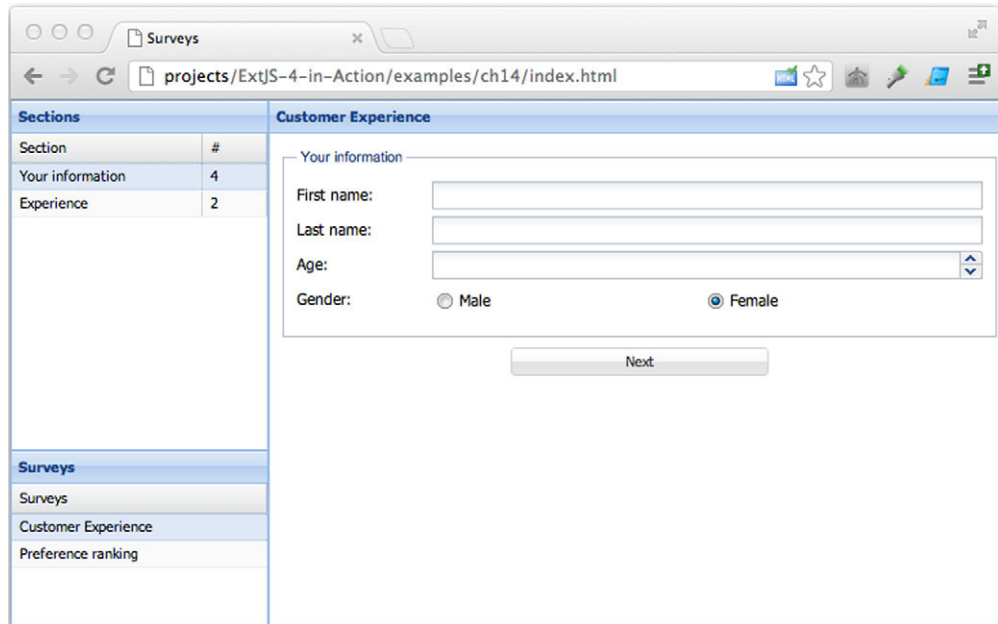 Surveys
projects/ExtJS-4-in-Action/examples/ch14/index.html
Sections
Section #
Your information 4
Experience 2
Surveys
Surveys
Customer Experience
Preference ranking
Customer Experience
Your information
First name:
Last name:
Age:
Gender: Male Female
Next